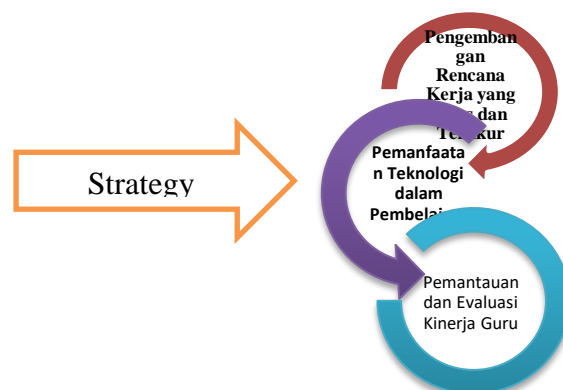 Strategy
Pengemban
gan
Rencana
Kerja yang
dan
Pemanfaata
n Teknologi
dalam
Pemantauan
dan Evaluasi
Kinerja Guru